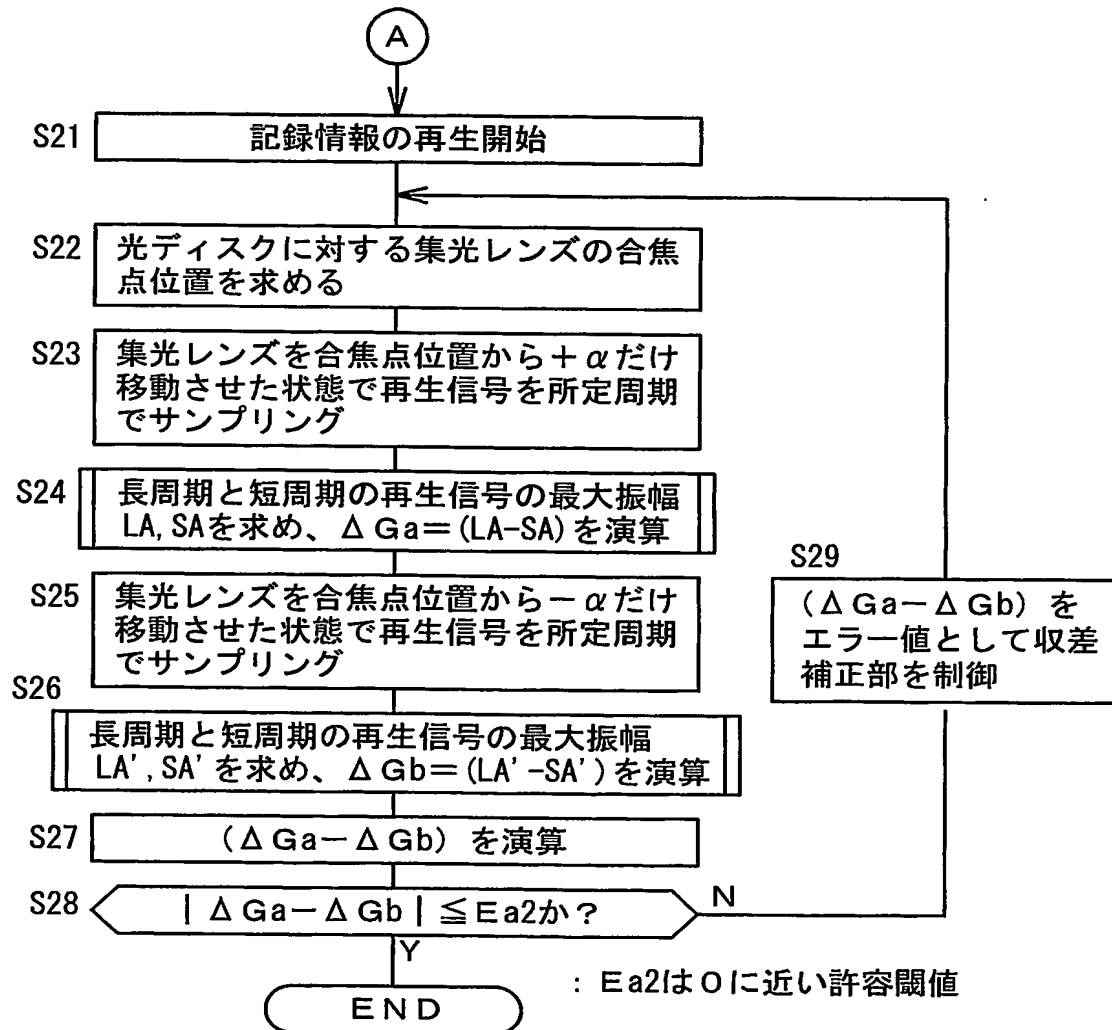 A
S21
記録情報の再生開始
S22
光ディスクに対する集光レンズの合焦
点位置を求める
S23
集光レンズを合焦点位置から+αだけ
移動させた状態で再生信号を所定周期
でサンプリング
S24
長周期と短周期の再生信号の最大振幅
LA,SAを求め、ΔGa=(LA-SA)を演算
S25
集光レンズを合焦点位置から-αだけ
移動させた状態で再生信号を所定周期
でサンプリング
S26
長周期と短周期の再生信号の最大振幅
LA',SA'を求め、ΔGb=(LA'-SA')を演算
S27
(ΔGa-ΔGb)を演算
S28
|ΔGa-ΔGb|≦Ea2か?
N
Y
END
S29
(ΔGa-ΔGb)を
エラー値として収差
補正部を制御
:Ea2は0に近い許容閾値